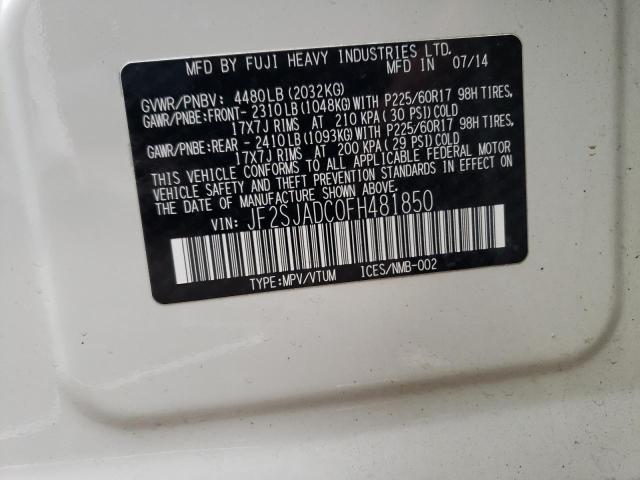 MFD BY FUJI HEAVY INDUSTRIES LTD.
MFD IN 07/14
GVWR/PNBV: 4480LB(2032KG)
GAWR/PNBE:FRONT- 2310LB(1048KG)WITH P225/60R17 98H TIRES,
17X7J RIMS AT 210 KPA(30 PSI)COLD
GAWR/PNBE:REAR - 2410LB(1093KG)WITH P225/60R17 98H TIRES,
17X7J RIMS AT 200 KPA(29 PSI)COLD
THIS VEHICLE CONFORMS TO ALL APPLICABLE FEDERAL MOTOR
VEHICLE SAFETY AND THEFT PREVENTION STANDARDS IN EFFECT ON
THE DATE OF MANUFACTURE SHOWN ABOVE.
VIN: JF2SJADC0FH481850
TYPE:MPV/VTUM ICES/NMB-002